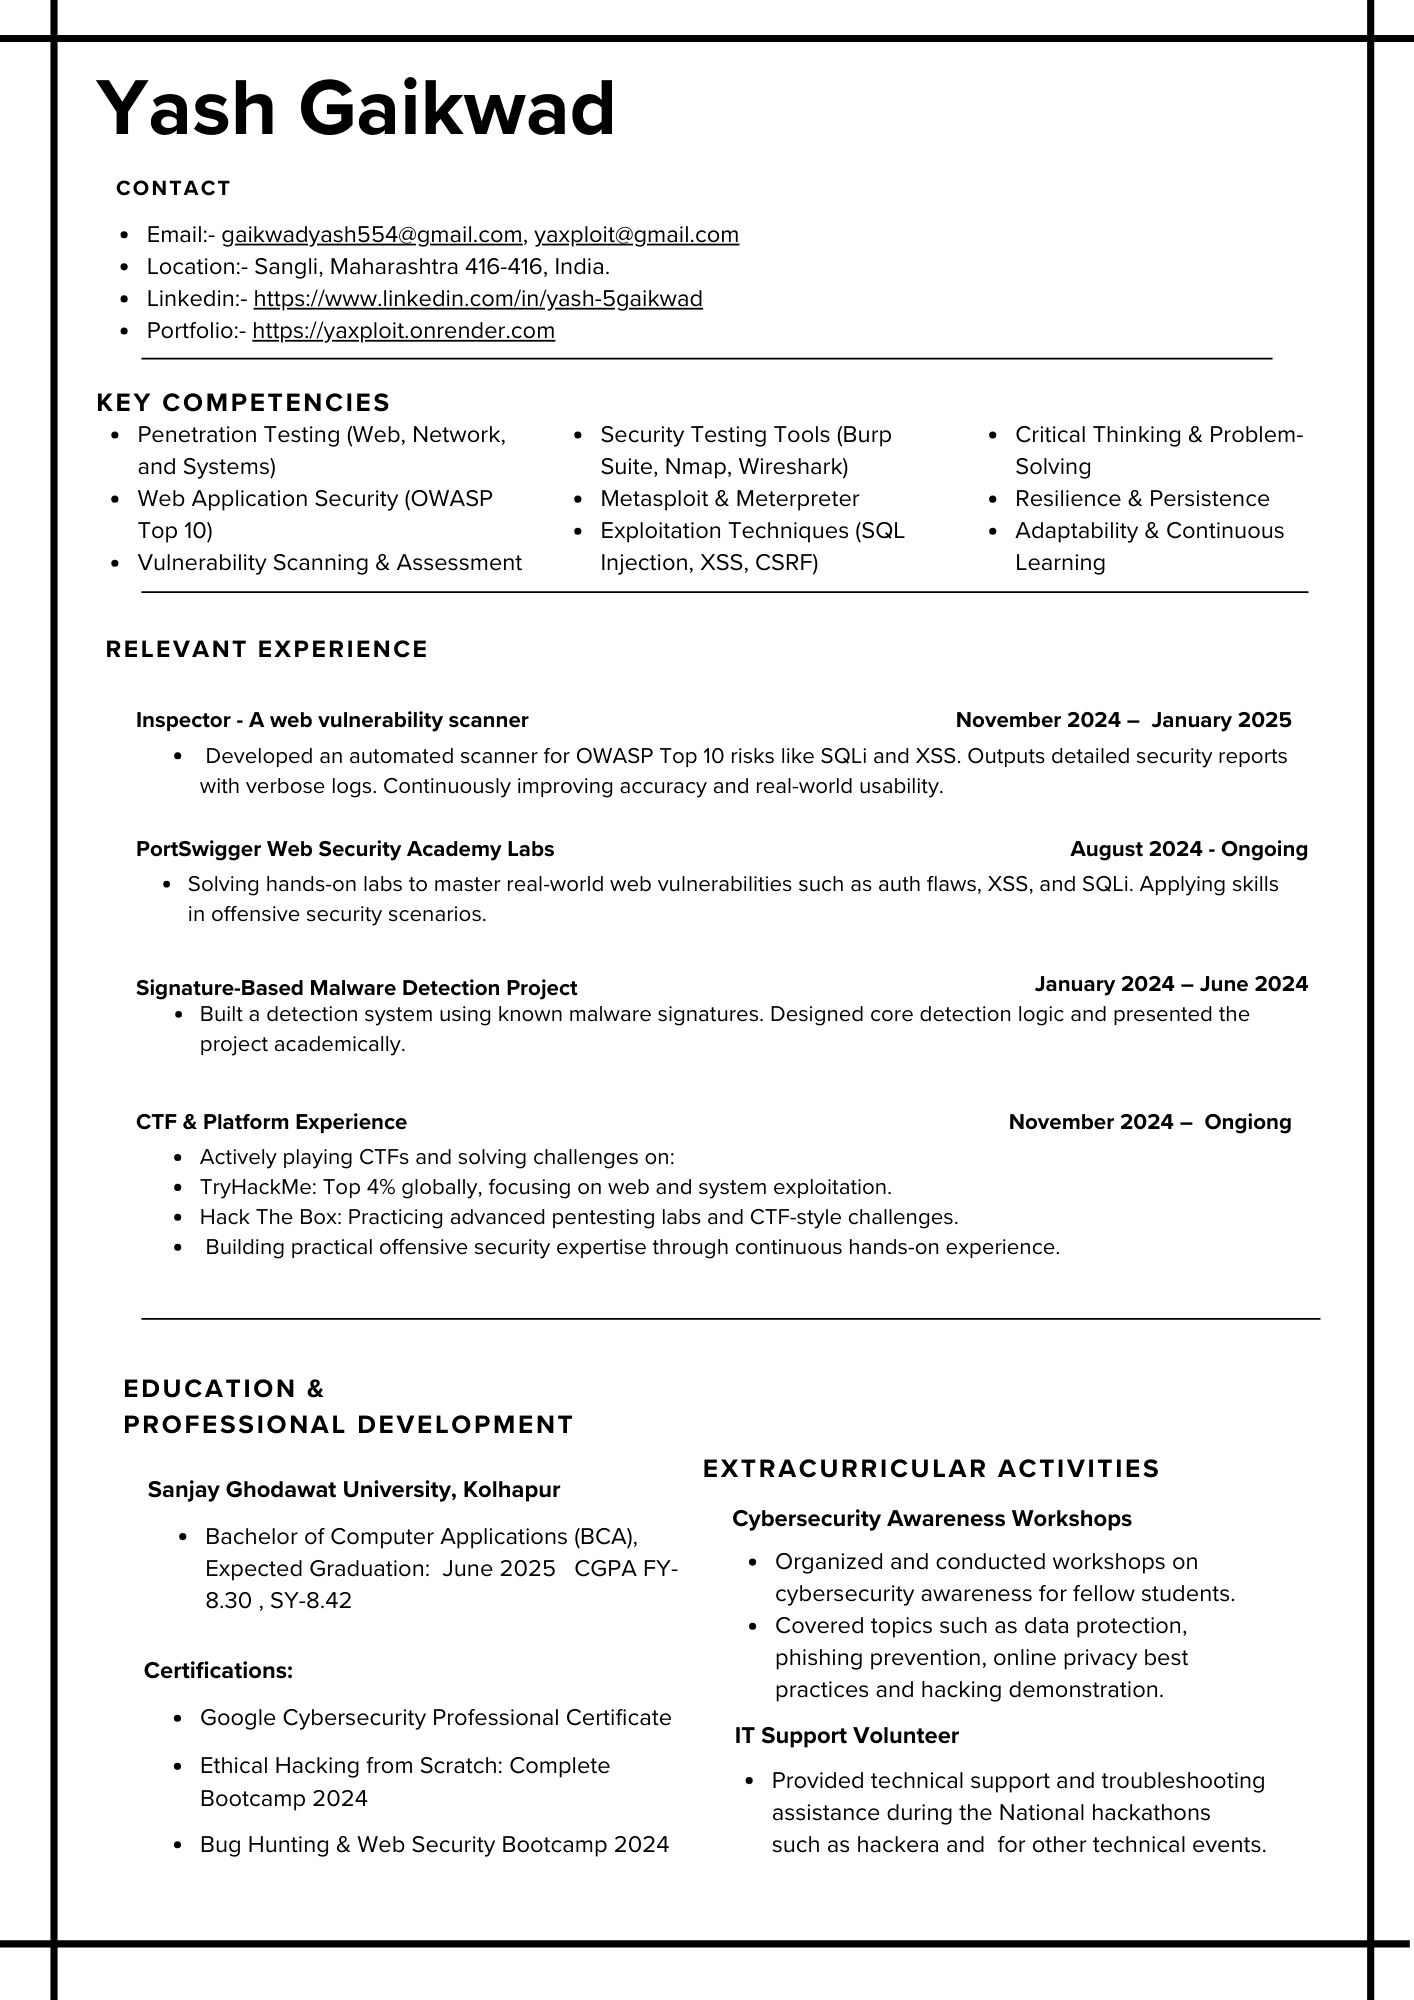 Yash Gaikwad
CONTACT
• Email:- gaikwadyash554@gmail.com, yaxploit@gmail.com
• Location:- Sangli, Maharashtra 416-416, India.
• Linkedin:- https://www.linkedin.com/in/yash-5gaikwad
• Portfolio:- https://yaxploit.onrender.com
KEY COMPETENCIES
• Penetration Testing (Web, Network,
and Systems)
• Web Application Security (OWASP
Top 10)
• Vulnerability Scanning & Assessment
• Security Testing Tools (Burp
Suite, Nmap, Wireshark)
• Metasploit & Meterpreter
• Exploitation Techniques (SQL
Injection, XSS, CSRF)
• Critical Thinking & Problem-
Solving
• Resilience & Persistence
• Adaptability & Continuous
Learning
RELEVANT EXPERIENCE
Inspector - A web vulnerability scanner November 2024 – January 2025
• Developed an automated scanner for OWASP Top 10 risks like SQLi and XSS. Outputs detailed security reports
with verbose logs. Continuously improving accuracy and real-world usability.
PortSwigger Web Security Academy Labs August 2024 - Ongoing
• Solving hands-on labs to master real-world web vulnerabilities such as auth flaws, XSS, and SQLi. Applying skills
in offensive security scenarios.
Signature-Based Malware Detection Project January 2024 – June 2024
• Built a detection system using known malware signatures. Designed core detection logic and presented the
project academically.
CTF & Platform Experience November 2024 – Ongiong
• Actively playing CTFs and solving challenges on:
• TryHackMe: Top 4% globally, focusing on web and system exploitation.
• Hack The Box: Practicing advanced pentesting labs and CTF-style challenges.
• Building practical offensive security expertise through continuous hands-on experience.
EDUCATION &
PROFESSIONAL DEVELOPMENT
Sanjay Ghodawat University, Kolhapur
• Bachelor of Computer Applications (BCA),
Expected Graduation: June 2025 CGPA FY-
8.30 , SY-8.42
Certifications:
• Google Cybersecurity Professional Certificate
• Ethical Hacking from Scratch: Complete
Bootcamp 2024
• Bug Hunting & Web Security Bootcamp 2024
EXTRACURRICULAR ACTIVITIES
Cybersecurity Awareness Workshops
• Organized and conducted workshops on
cybersecurity awareness for fellow students.
• Covered topics such as data protection,
phishing prevention, online privacy best
practices and hacking demonstration.
IT Support Volunteer
• Provided technical support and troubleshooting
assistance during the National hackathons
such as hackera and for other technical events.